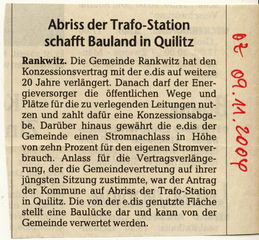 Abriss der Trafo-Station
schafft Bauland in Quilitz
Rankwitz. Die Gemeinde Rankwitz hat den
Konzessionsvertrag mit der e.dis auf weitere
20 Jahre verlängert. Danach darf der Ener-
gieversorger die öffentlichen Wege und
Plätze für die zu verlegenden Leitungen nut-
zen und zahlt dafür eine Konzessionsabga-
be. Darüber hinaus gewährt die e.dis der
Gemeinde einen Stromnachlass in Höhe
von zehn Prozent für den eigenen Stromver-
brauch. Anlass für die Vertragsverlänge-
rung, der die Gemeindevertretung auf ihrer
jüngsten Sitzung zustimmte, war der Antrag
der Kommune auf Abriss der Trafo-Station
in Quilitz. Die von der e.dis genutzte Fläche
stellt eine Baulücke dar und kann von der
Gemeinde verwertet werden.
OZ 09.11.2004